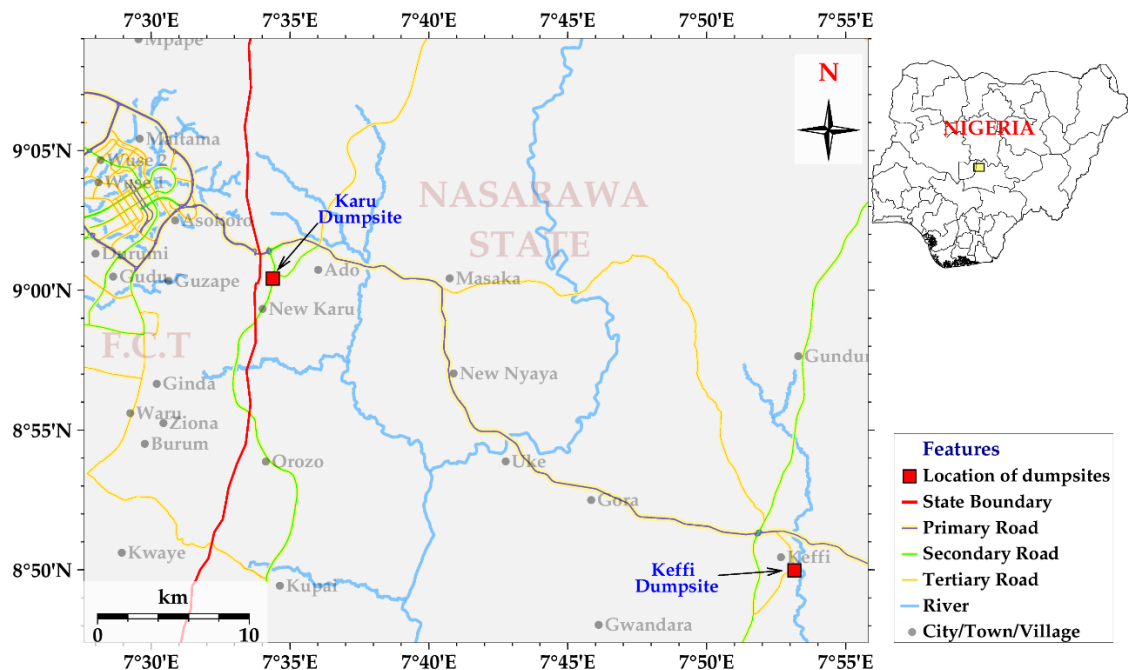 7°30'E 7°35'E 7°40'E 7°45'E 7°50'E 7°55'E
Mpape
N
NIGERIA
9°05'N
Maitama
Wuse 2
Wuse 1
NASARAWA
STATE
Karu
Dumpsite
Asokoro
Durumi
Gudu
Guzape
Ado
Masaka
9°00'N
New Karu
F.C.T
Gundur
Ginda
New Nyaya
Waru
Ziona
Burum
8°55'N
Orozo
Uke
Gora
Kwaye
Keffi
8°50'N
Keffi
Dumpsite
Kupai
Gwandara
km
0 10
7°30'E 7°35'E 7°40'E 7°45'E 7°50'E 7°55'E
Features
Location of dumpsites
State Boundary
Primary Road
Secondary Road
Tertiary Road
River
City/Town/Village